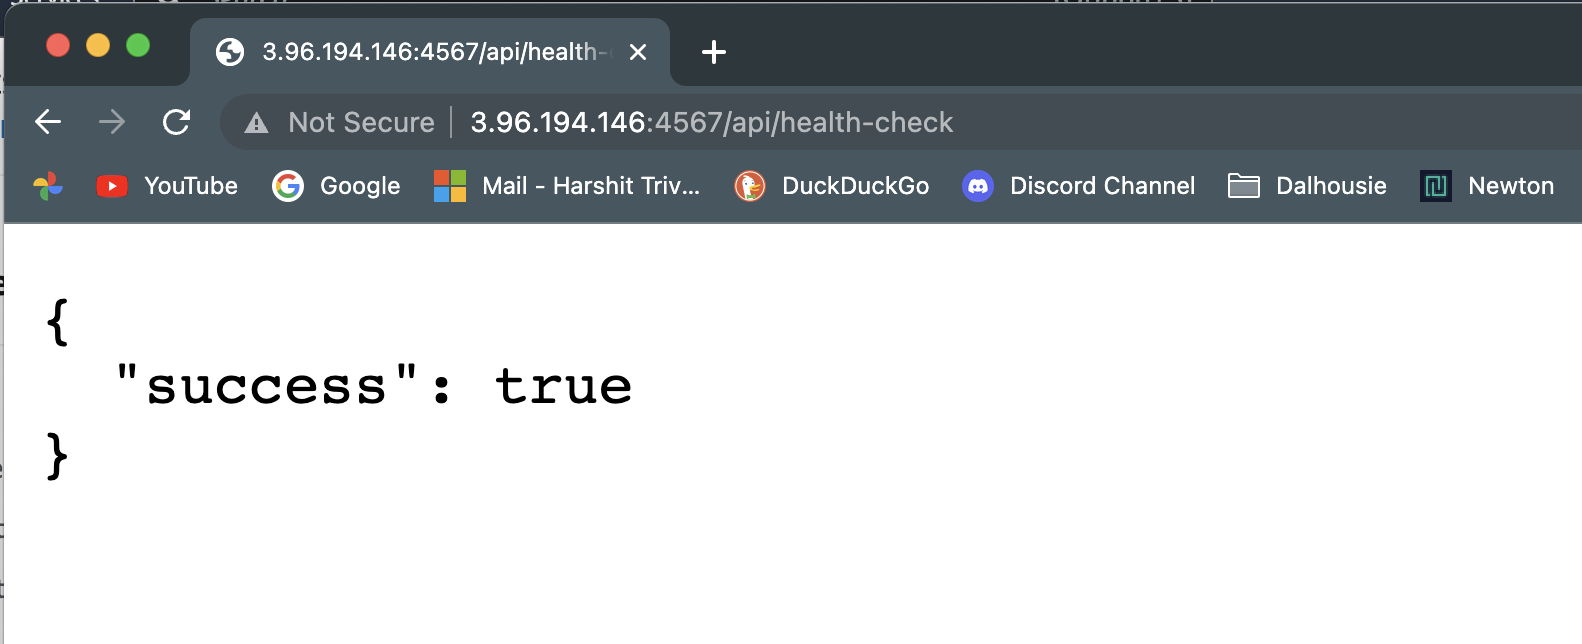 3.96.194.146:4567/api/health-
Not Secure 3.96.194.146:4567/api/health-check
YouTube Google Mail - Harshit Triv... DuckDuckGo Discord Channel Dalhousie Newton
{
"success": true
}